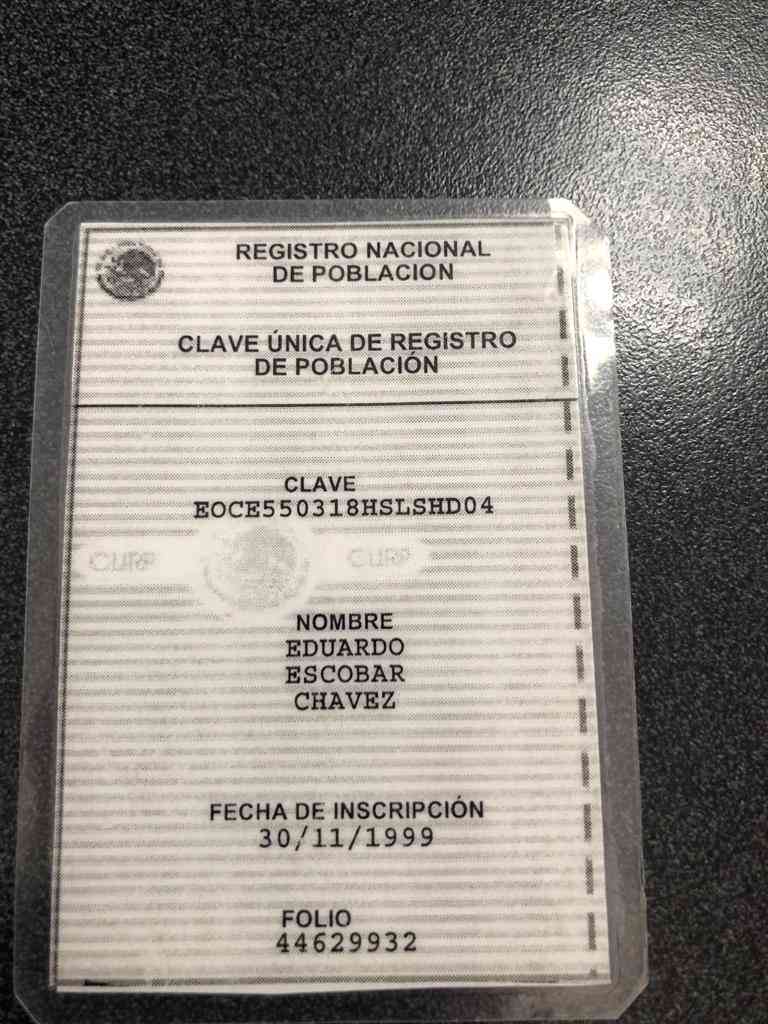 REGISTRO NACIONAL
DE POBLACION
CLAVE ÚNICA DE REGISTRO
DE POBLACIÓN
CLAVE
EOCE550318HSLSHD04
CURP CURP
NOMBRE
EDUARDO
ESCOBAR
CHAVEZ
FECHA DE INSCRIPCIÓN
30/11/1999
FOLIO
44629932